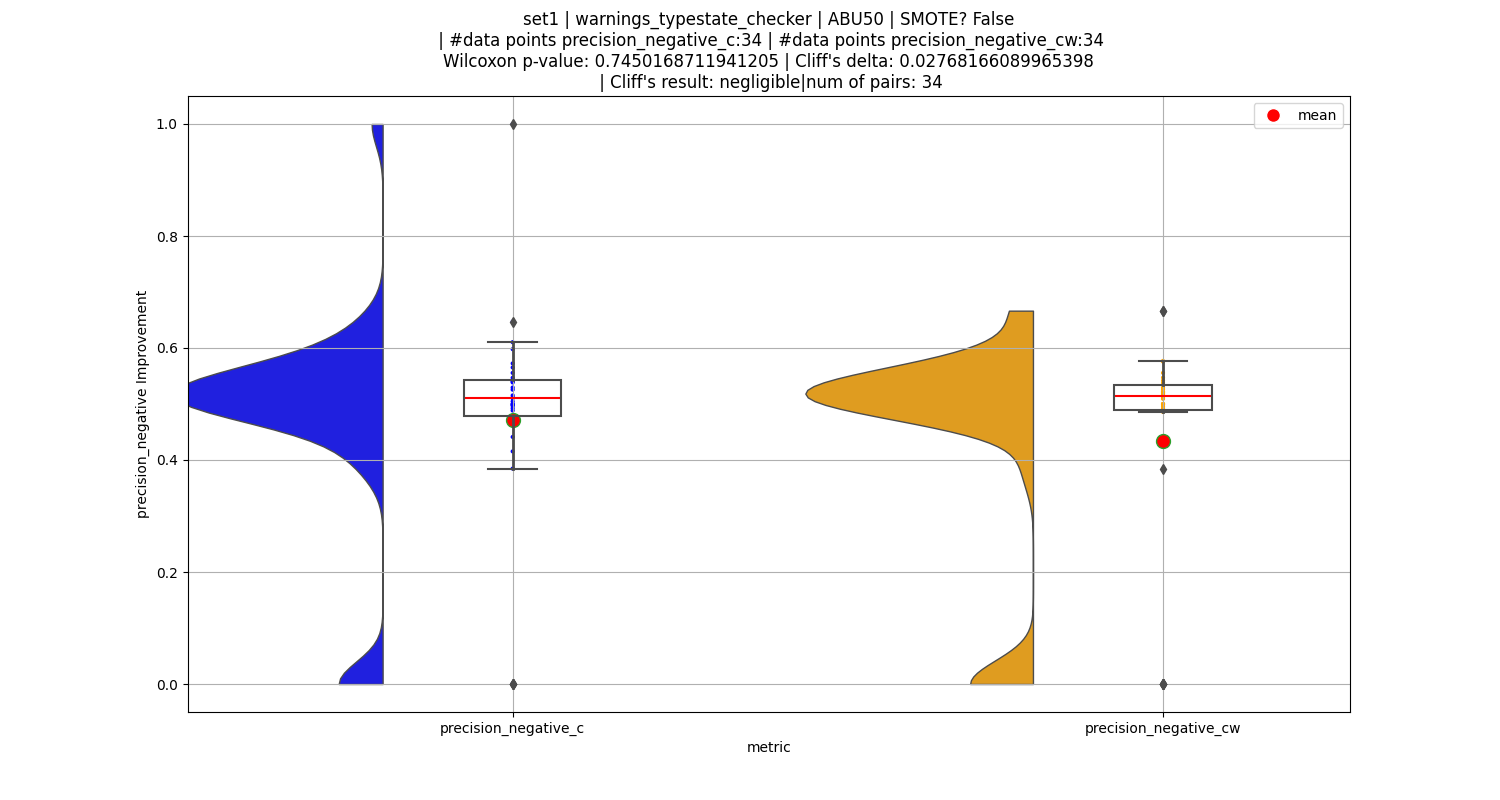 set1 | warnings_typestate_checker | ABU50 | SMOTE? False
| #data points precision_negative_c:34 | #data points precision_negative_cw:34
Wilcoxon p-value: 0.7450168711941205 | Cliff's delta: 0.02768166089965398
| Cliff's result: negligible|num of pairs: 34
mean
1.0
0.8
0.6
0.4
0.2
0.0
precision_negative Improvement
precision_negative_c
precision_negative_cw
metric